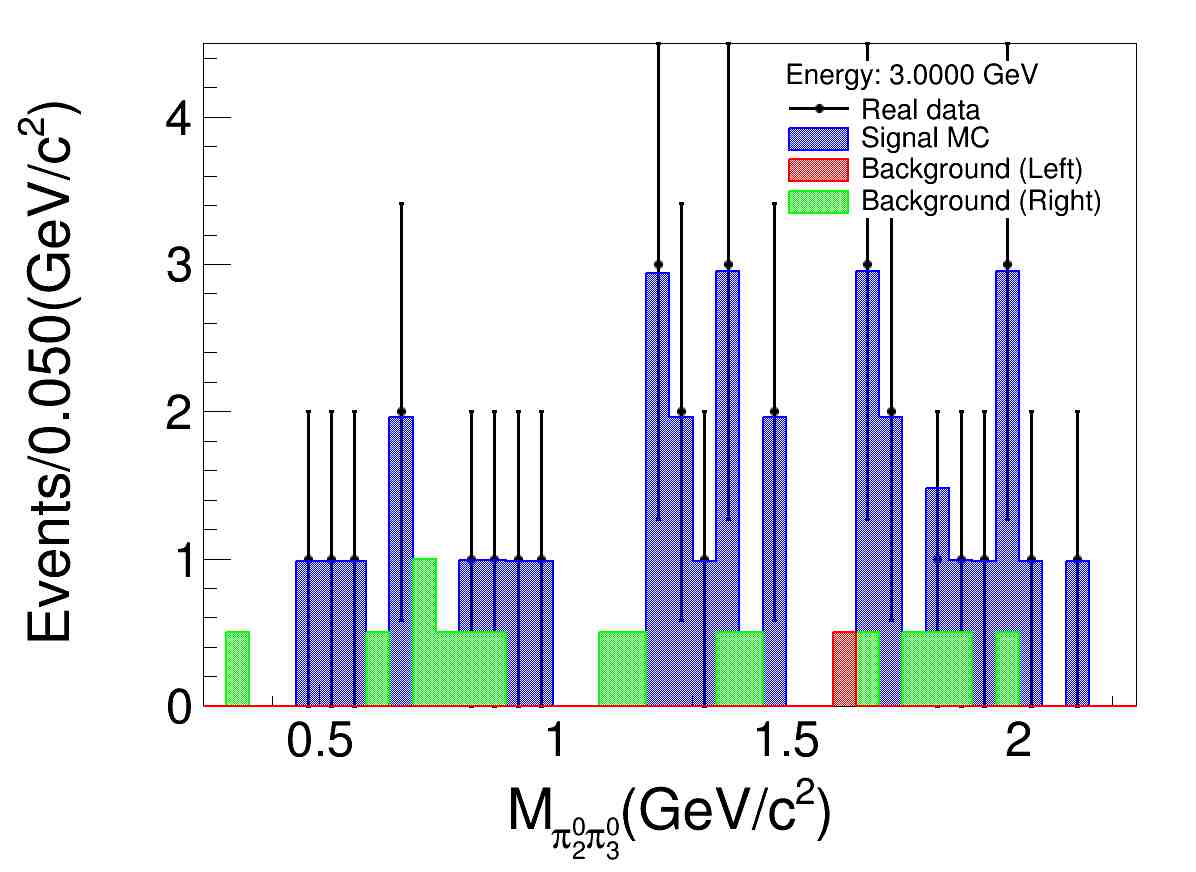 Events/0.050(GeV/c²)
4
3
2
1
0
Energy: 3.0000 GeV
Real data
Signal MC
Background (Left)
Background (Right)
0.5 1 1.5 2
M_{π⁰₂π⁰₃}(GeV/c²)